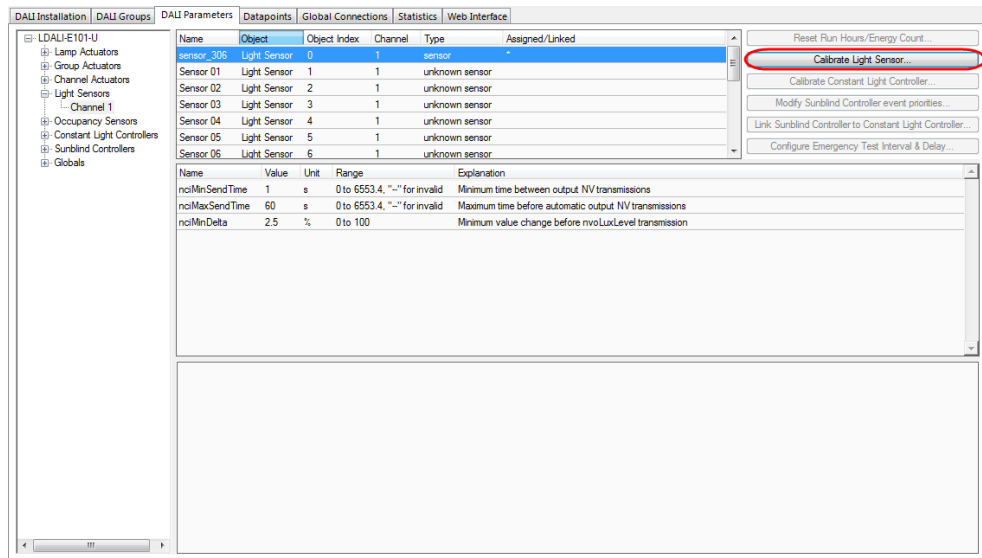 DALI Installation DALI Groups DALI Parameters Datapoints Global Connections Statistics Web Interface
LDALI-E101-U
Lamp Actuators
Group Actuators
Channel Actuators
Light Sensors
Channel 1
Occupancy Sensors
Constant Light Controllers
Sunblind Controllers
Globals
Name Object Object Index Channel Type Assigned/Linked
sensor_306 Light Sensor 0 1 sensor *
Sensor 01 Light Sensor 1 1 unknown sensor
Sensor 02 Light Sensor 2 1 unknown sensor
Sensor 03 Light Sensor 3 1 unknown sensor
Sensor 04 Light Sensor 4 1 unknown sensor
Sensor 05 Light Sensor 5 1 unknown sensor
Sensor 06 Light Sensor 6 1 unknown sensor
Reset Run Hours/Energy Count...
Calibrate Light Sensor...
Calibrate Constant Light Controller...
Modify Sunblind Controller event priorities...
Link Sunblind Controller to Constant Light Controller...
Configure Emergency Test Interval & Delay...
Name Value Unit Range Explanation
nciMinSendTime 1 s 0 to 6553.4, "--" for invalid Minimum time between output NV transmissions
nciMaxSendTime 60 s 0 to 6553.4, "--" for invalid Maximum time before automatic output NV transmissions
nciMinDelta 2.5 % 0 to 100 Minimum value change before nvoLuxLevel transmission